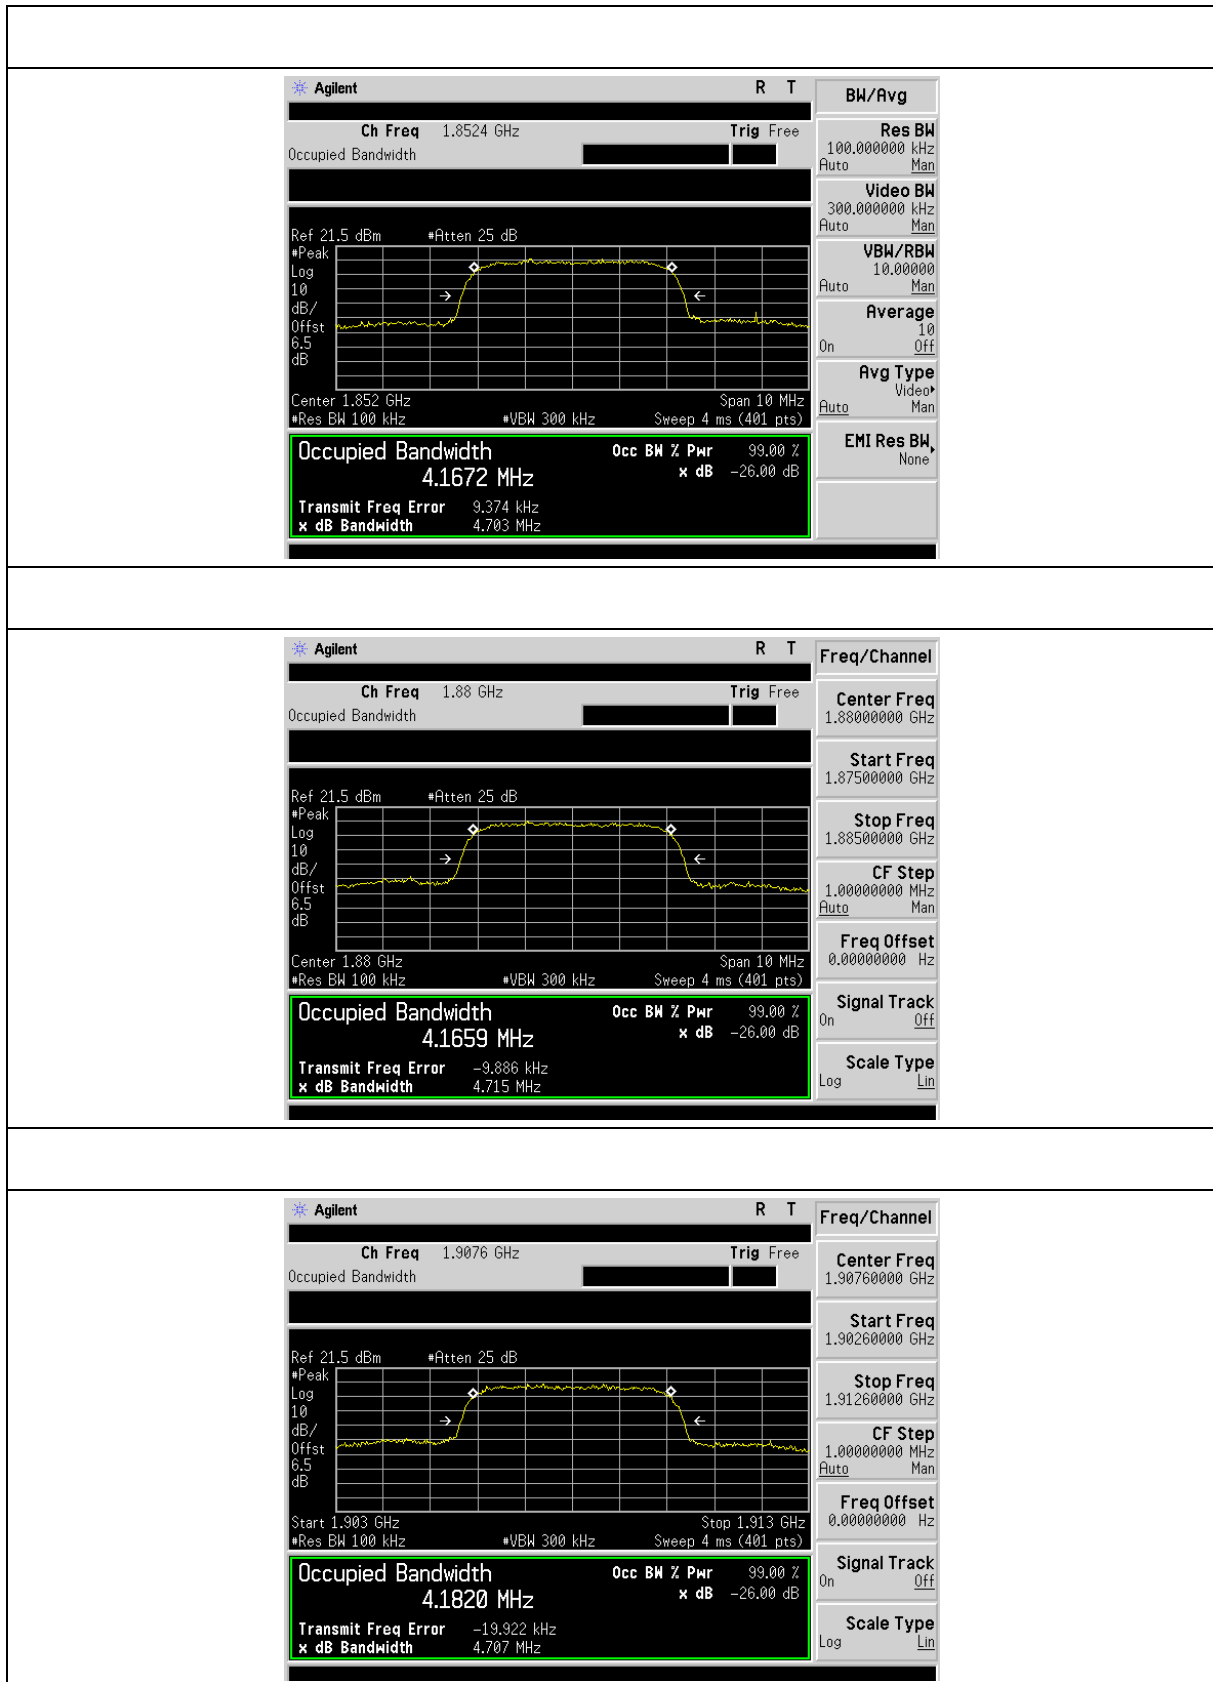 Agilent R T
BW/Avg
Ch Freq 1.8524 GHz Trig Free
Occupied Bandwidth
Res BW
100.000000 kHz
Auto Man
Video BW
300.000000 kHz
Auto Man
VBW/RBW
10.00000
Auto Man
Average
10
On Off
Avg Type
Video
Auto Man
EMI Res BW
None
Ref 21.5 dBm #Atten 25 dB
#Peak
Log
10
dB/
Offst
6.5
dB
Center 1.852 GHz Span 10 MHz
#Res BW 100 kHz #VBW 300 kHz Sweep 4 ms (401 pts)
Occupied Bandwidth Occ BW % Pwr 99.00 %
4.1672 MHz x dB -26.00 dB
Transmit Freq Error 9.374 kHz
x dB Bandwidth 4.703 MHz
Agilent R T
Freq/Channel
Ch Freq 1.88 GHz Trig Free
Occupied Bandwidth
Center Freq
1.88000000 GHz
Start Freq
1.87500000 GHz
Stop Freq
1.88500000 GHz
CF Step
1.00000000 MHz
Auto Man
Freq Offset
0.00000000 Hz
Signal Track
On Off
Scale Type
Log Lin
Ref 21.5 dBm #Atten 25 dB
#Peak
Log
10
dB/
Offst
6.5
dB
Center 1.88 GHz Span 10 MHz
#Res BW 100 kHz #VBW 300 kHz Sweep 4 ms (401 pts)
Occupied Bandwidth Occ BW % Pwr 99.00 %
4.1659 MHz x dB -26.00 dB
Transmit Freq Error -9.886 kHz
x dB Bandwidth 4.715 MHz
Agilent R T
Freq/Channel
Ch Freq 1.9076 GHz Trig Free
Occupied Bandwidth
Center Freq
1.90760000 GHz
Start Freq
1.90260000 GHz
Stop Freq
1.91260000 GHz
CF Step
1.00000000 MHz
Auto Man
Freq Offset
0.00000000 Hz
Signal Track
On Off
Scale Type
Log Lin
Ref 21.5 dBm #Atten 25 dB
#Peak
Log
10
dB/
Offst
6.5
dB
Start 1.903 GHz Stop 1.913 GHz
#Res BW 100 kHz #VBW 300 kHz Sweep 4 ms (401 pts)
Occupied Bandwidth Occ BW % Pwr 99.00 %
4.1820 MHz x dB -26.00 dB
Transmit Freq Error -19.922 kHz
x dB Bandwidth 4.707 MHz